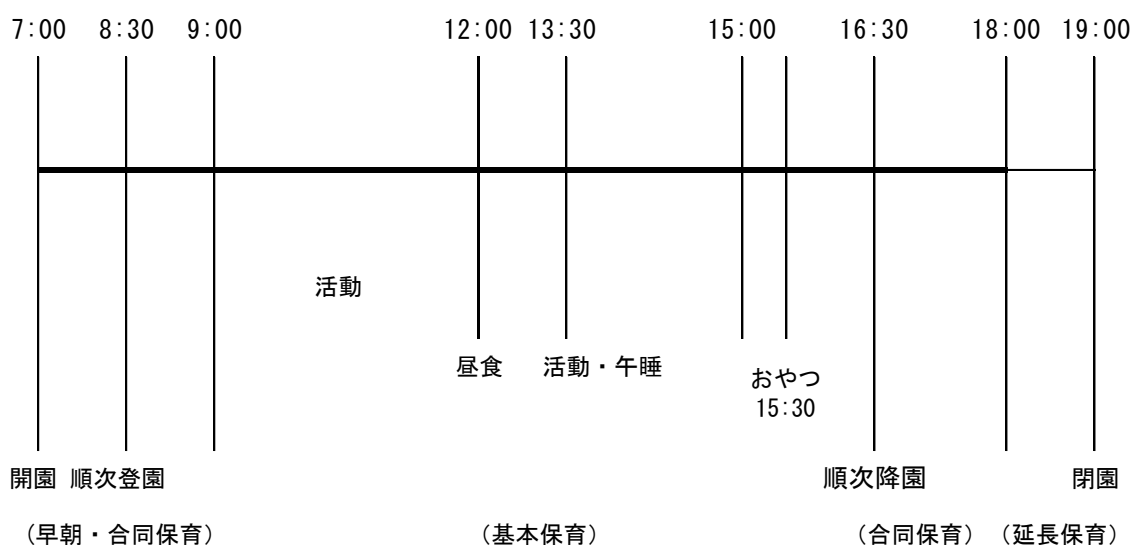 7:00 8:30 9:00 12:00 13:30 15:00 16:30 18:00 19:00
活動
昼食 活動・午睡
おやつ
15:30
開園 順次登園 順次降園 閉園
（早朝・合同保育） （基本保育） （合同保育） （延長保育）